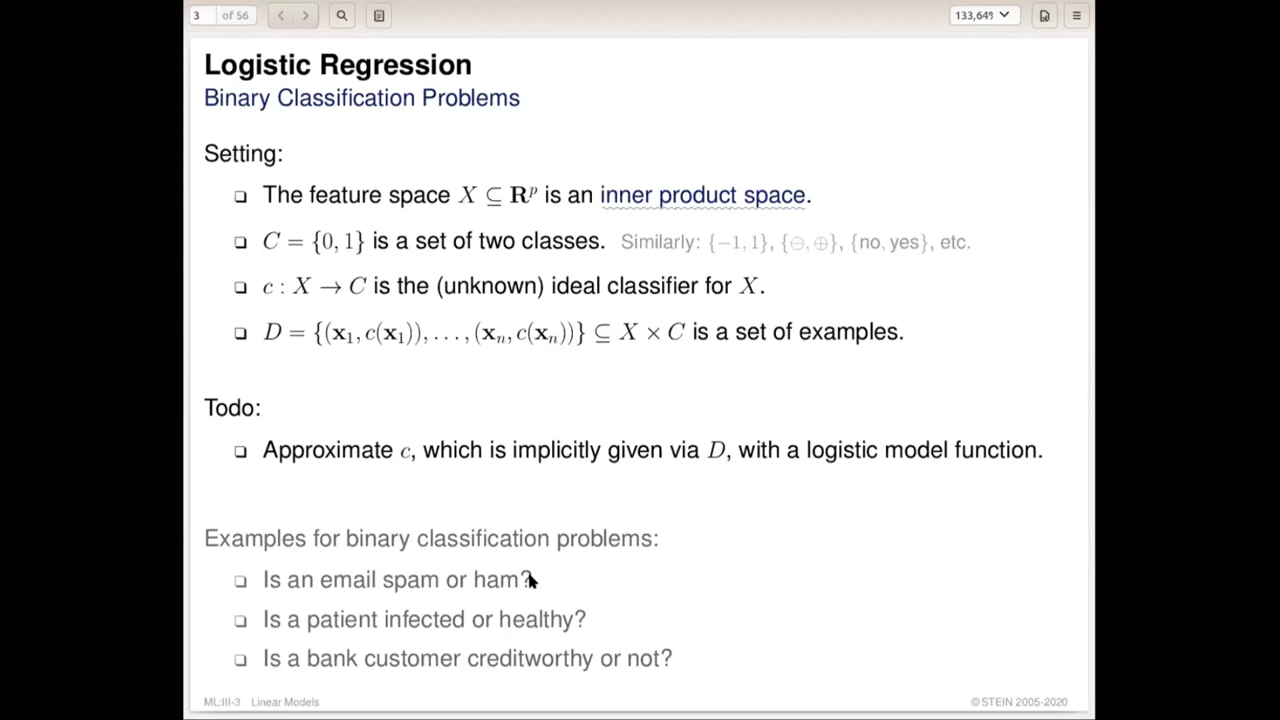 3 of 56 133,64%
Logistic Regression
Binary Classification Problems
Setting:
❏ The feature space X ⊆ Rᵖ is an inner product space.
❏ C = {0, 1} is a set of two classes. Similarly: {−1, 1}, {⊖, ⊕}, {no, yes}, etc.
❏ c : X → C is the (unknown) ideal classifier for X.
❏ D = {(x₁, c(x₁)), . . . , (xₙ, c(xₙ))} ⊆ X × C is a set of examples.
Todo:
❏ Approximate c, which is implicitly given via D, with a logistic model function.
Examples for binary classification problems:
❏ Is an email spam or ham?
❏ Is a patient infected or healthy?
❏ Is a bank customer creditworthy or not?
ML:III-3 Linear Models ©STEIN 2005-2020